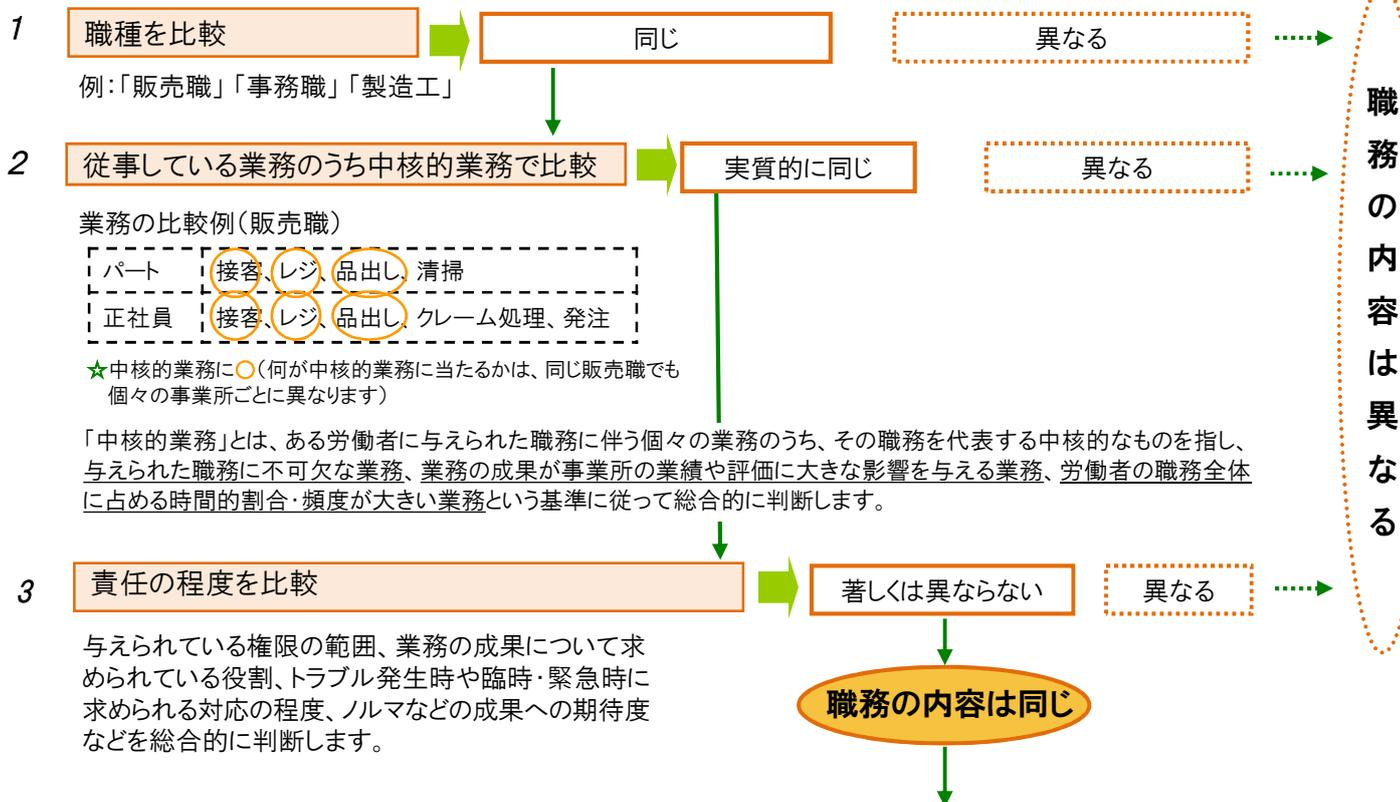 1 職種を比較 同じ 異なる
例：「販売職」「事務職」「製造工」
2 従事している業務のうち中核的業務で比較 実質的に同じ 異なる
業務の比較例（販売職）
パート 接客、レジ、品出し、清掃
正社員 接客、レジ、品出し、クレーム処理、発注
☆中核的業務に○（何が中核的業務に当たるかは、同じ販売職でも
個々の事業所ごとに異なります）
「中核的業務」とは、ある労働者に与えられた職務に伴う個々の業務のうち、その職務を代表する中核的なものを指し、
与えられた職務に不可欠な業務、業務の成果が事業所の業績や評価に大きな影響を与える業務、労働者の職務全体
に占める時間的割合・頻度が大きい業務という基準に従って総合的に判断します。
3 責任の程度を比較 著しくは異ならない 異なる
与えられている権限の範囲、業務の成果について求
められている役割、トラブル発生時や臨時・緊急時に
求められる対応の程度、ノルマなどの成果への期待度
などを総合的に判断します。
職務の内容は同じ
職務の内容は異なる